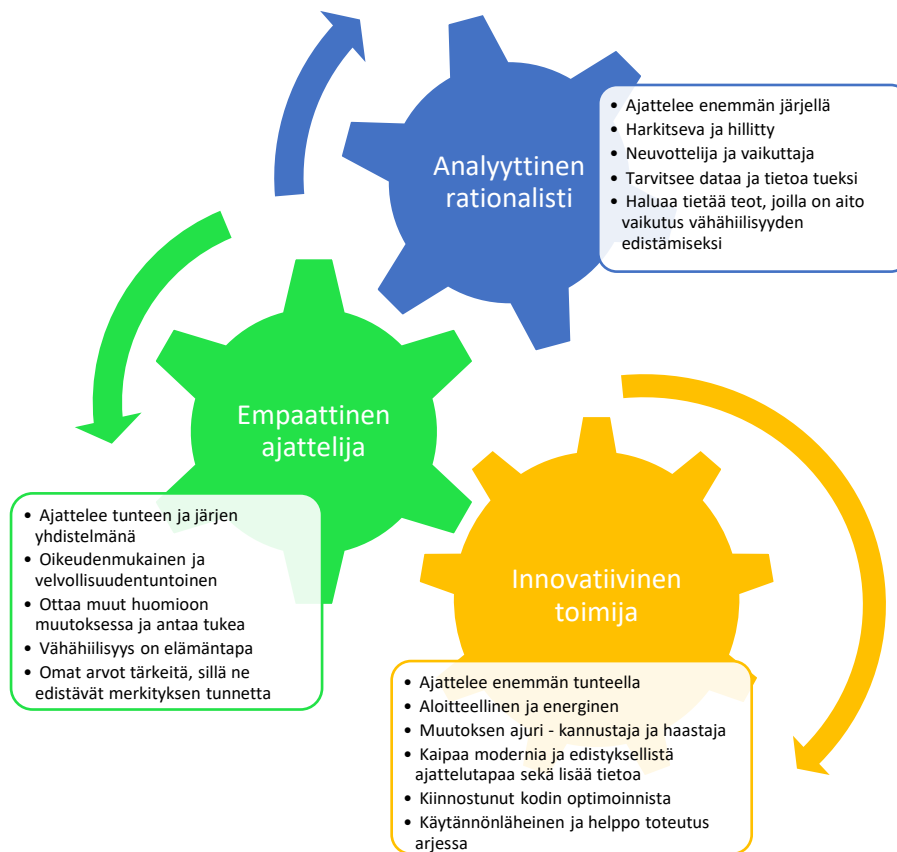 Analyyttinen
rationalisti
• Ajattelee enemmän järjellä
• Harkitseva ja hillitty
• Neuvottelija ja vaikuttaja
• Tarvitsee dataa ja tietoa tueksi
• Haluaa tietää teot, joilla on aito
vaikutus vähähiilisyyden
edistämiseksi
Empaattinen
ajattelija
• Ajattelee tunteen ja järjen
yhdistelmänä
• Oikeudenmukainen ja
velvollisuudentuntoinen
• Ottaa muut huomioon
muutoksessa ja antaa tukea
• Vähähiilisyys on elämäntapa
• Omat arvot tärkeitä, sillä ne
edistävät merkityksen tunnetta
Innovatiivinen
toimija
• Ajattelee enemmän tunteella
• Aloitteellinen ja energinen
• Muutoksen ajuri - kannustaja ja haastaja
• Kaipaa modernia ja edistyksellistä
ajattelutapaa sekä lisää tietoa
• Kiinnostunut kodin optimoinnista
• Käytännönläheinen ja helppo toteutus
arjessa